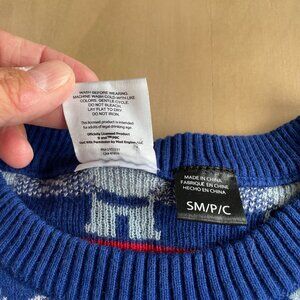 WASH BEFORE WEARING.
MACHINE WASH COLD WITH LIKE
COLORS. GENTLE CYCLE.
DO NOT BLEACH.
LAY FLAT TO DRY
DO NOT IRON.
This licensed product is intended
for adults of legal drinking age.
Officially Licensed Product
MADE IN CHINA
FABRIQUÉ EN CHINE
HECHO EN CHINA
SM/P/C